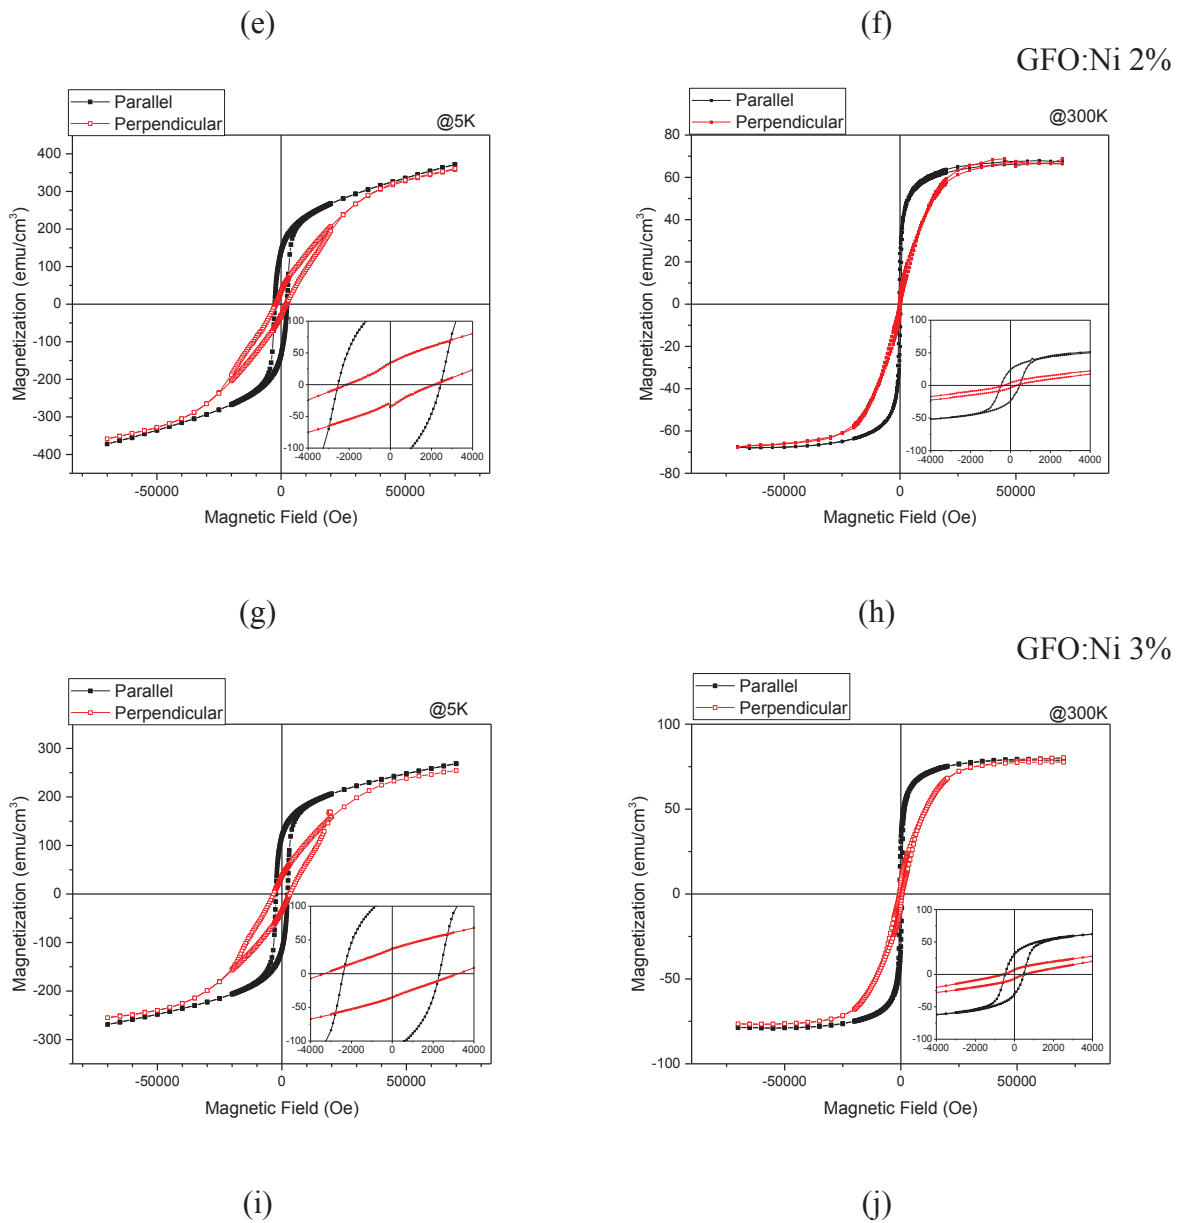 (e) (f)
GFO:Ni 2%
Parallel
Perpendicular
@5K
400
300
200
100
0
-100
-200
-300
-400
Magnetization (emu/cm³)
-50000 0 50000
Magnetic Field (Oe)
100
50
0
-50
-100
-4000 -2000 0 2000 4000
Parallel
Perpendicular
@300K
80
60
40
20
0
-20
-40
-60
-80
Magnetization (emu/cm³)
-50000 0 50000
Magnetic Field (Oe)
100
50
0
-50
-100
-4000 -2000 0 2000 4000
(g) (h)
GFO:Ni 3%
Parallel
Perpendicular
@5K
300
200
100
0
-100
-200
-300
Magnetization (emu/cm³)
-50000 0 50000
Magnetic Field (Oe)
100
50
0
-50
-100
-4000 -2000 0 2000 4000
Parallel
Perpendicular
@300K
100
50
0
-50
-100
Magnetization (emu/cm³)
-50000 0 50000
Magnetic Field (Oe)
100
50
0
-50
-100
-4000 -2000 0 2000 4000
(i) (j)